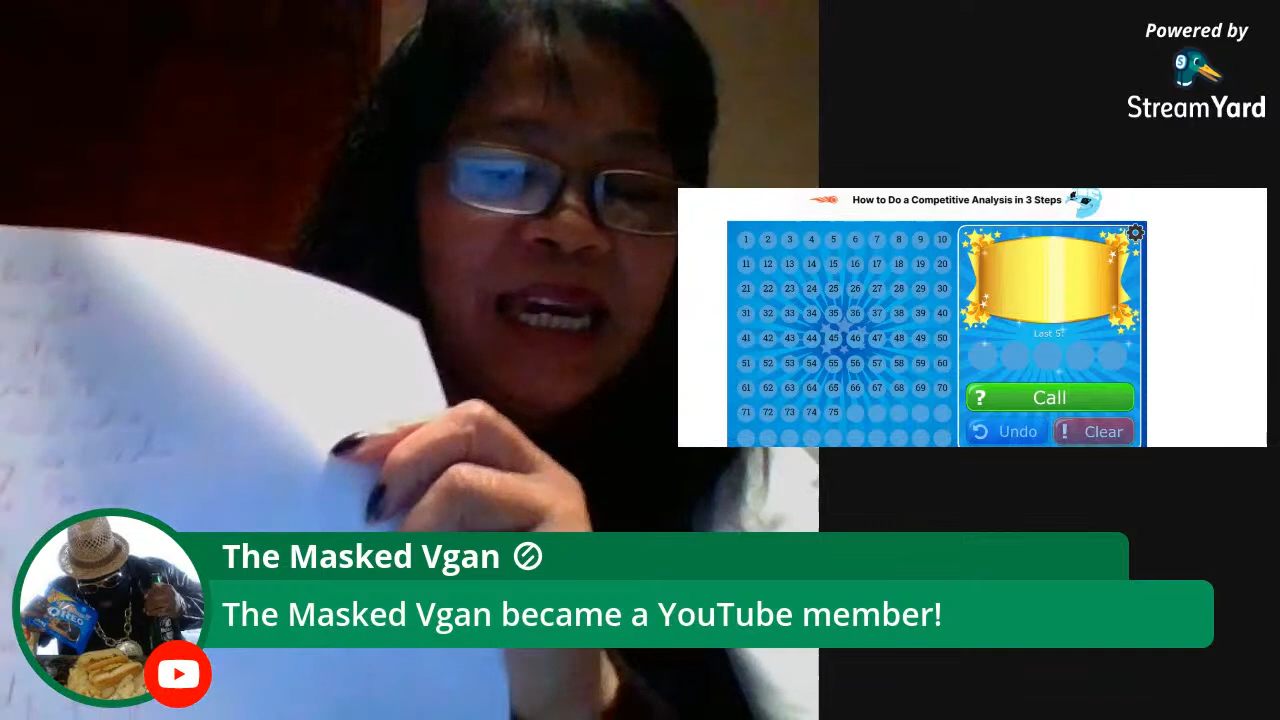 Powered by
StreamYard
How to Do a Competitive Analysis in 3 Steps
1 2 3 4 5 6 7 8 9 10
11 12 13 14 15 16 17 18 19 20
21 22 23 24 25 26 27 28 29 30
31 32 33 34 35 36 37 38 39 40
41 42 43 44 45 46 47 48 49 50
51 52 53 54 55 56 57 58 59 60
61 62 63 64 65 66 67 68 69 70
71 72 73 74 75
Last 5:
? Call
Undo ! Clear
The Masked Vgan
The Masked Vgan became a YouTube member!
OREO